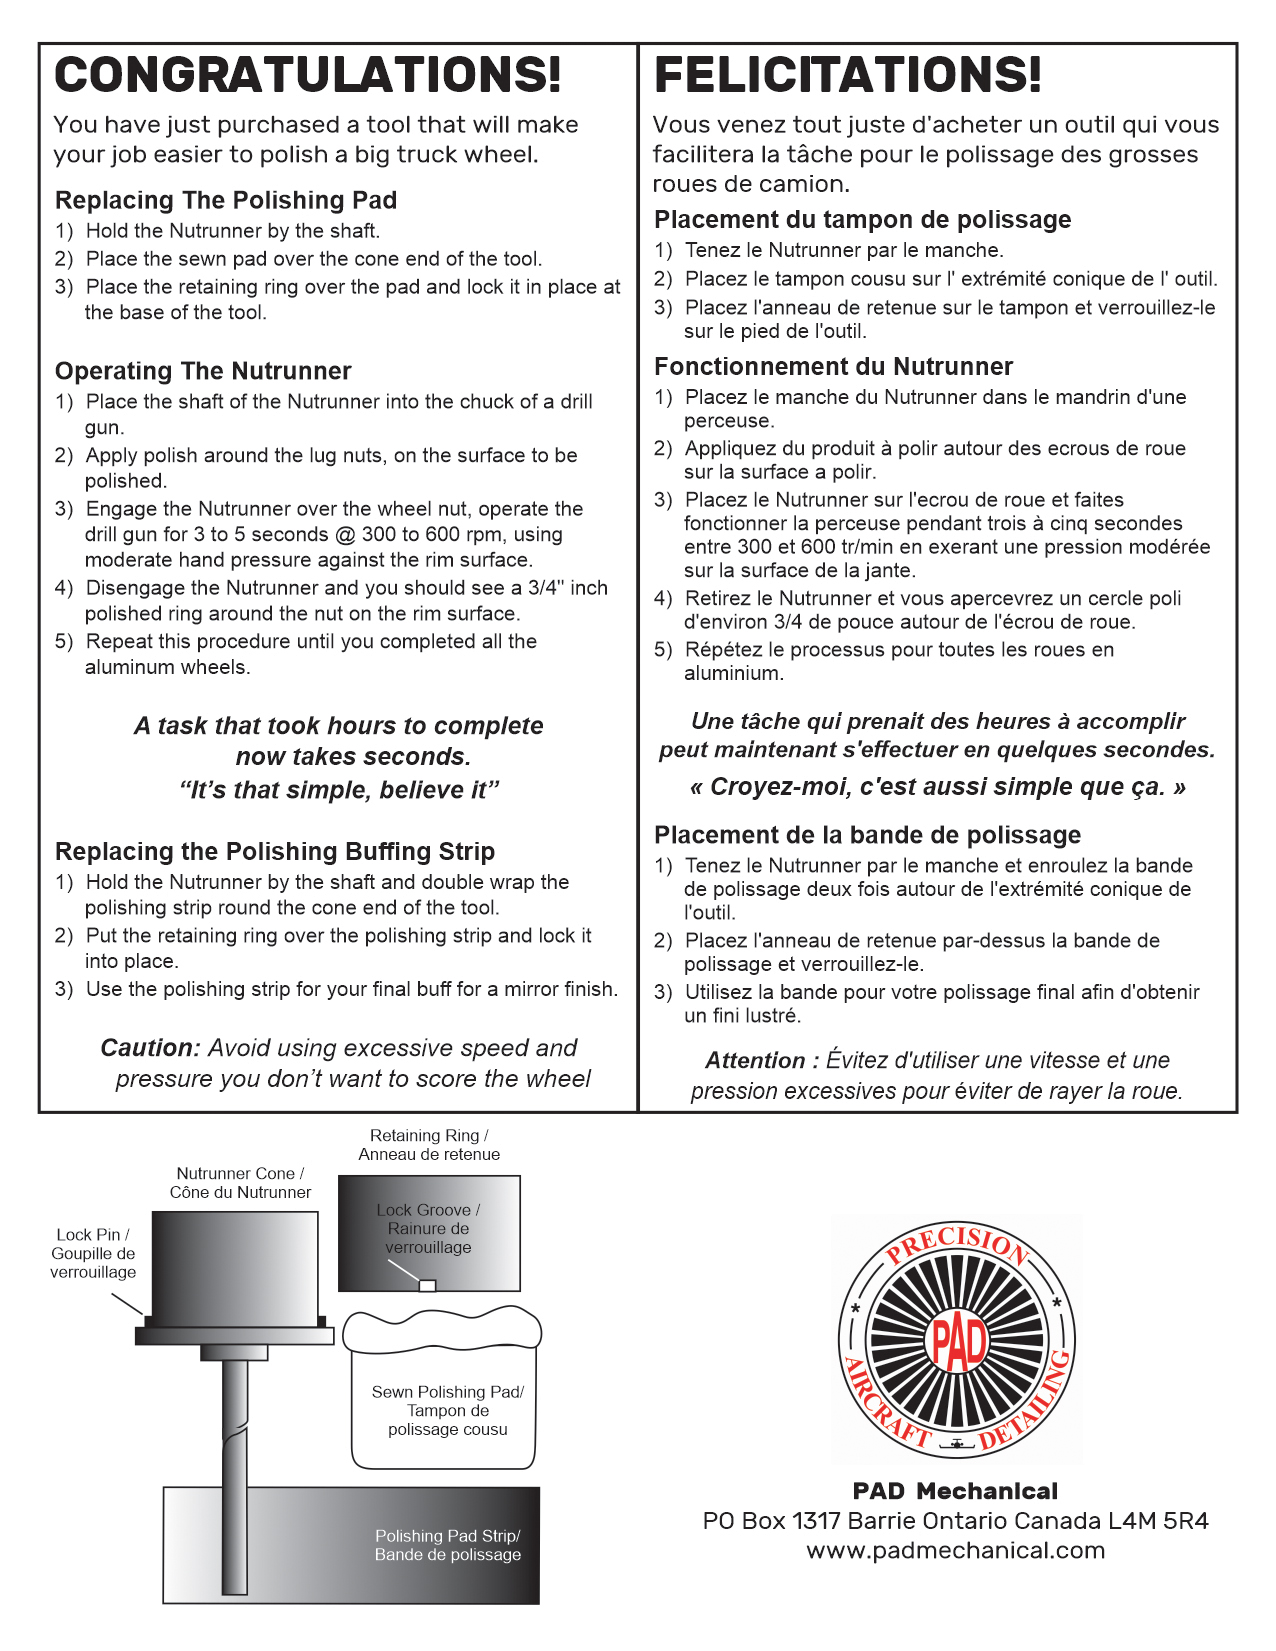 CONGRATULATIONS!
You have just purchased a tool that will make
your job easier to polish a big truck wheel.
Replacing The Polishing Pad
1) Hold the Nutrunner by the shaft.
2) Place the sewn pad over the cone end of the tool.
3) Place the retaining ring over the pad and lock it in place at
the base of the tool.
Operating The Nutrunner
1) Place the shaft of the Nutrunner into the chuck of a drill
gun.
2) Apply polish around the lug nuts, on the surface to be
polished.
3) Engage the Nutrunner over the wheel nut, operate the
drill gun for 3 to 5 seconds @ 300 to 600 rpm, using
moderate hand pressure against the rim surface.
4) Disengage the Nutrunner and you should see a 3/4" inch
polished ring around the nut on the rim surface.
5) Repeat this procedure until you completed all the
aluminum wheels.
A task that took hours to complete
now takes seconds.
“It’s that simple, believe it”
Replacing the Polishing Buffing Strip
1) Hold the Nutrunner by the shaft and double wrap the
polishing strip round the cone end of the tool.
2) Put the retaining ring over the polishing strip and lock it
into place.
3) Use the polishing strip for your final buff for a mirror finish.
Caution: Avoid using excessive speed and
pressure you don’t want to score the wheel
FELICITATIONS!
Vous venez tout juste d'acheter un outil qui vous
facilitera la tâche pour le polissage des grosses
roues de camion.
Placement du tampon de polissage
1) Tenez le Nutrunner par le manche.
2) Placez le tampon cousu sur l' extrémité conique de l' outil.
3) Placez l'anneau de retenue sur le tampon et verrouillez-le
sur le pied de l'outil.
Fonctionnement du Nutrunner
1) Placez le manche du Nutrunner dans le mandrin d'une
perceuse.
2) Appliquez du produit à polir autour des ecrous de roue
sur la surface a polir.
3) Placez le Nutrunner sur l'ecrou de roue et faites
fonctionner la perceuse pendant trois à cinq secondes
entre 300 et 600 tr/min en exerant une pression modérée
sur la surface de la jante.
4) Retirez le Nutrunner et vous apercevrez un cercle poli
d'environ 3/4 de pouce autour de l'écrou de roue.
5) Répétez le processus pour toutes les roues en
aluminium.
Une tâche qui prenait des heures à accomplir
peut maintenant s'effectuer en quelques secondes.
« Croyez-moi, c'est aussi simple que ça. »
Placement de la bande de polissage
1) Tenez le Nutrunner par le manche et enroulez la bande
de polissage deux fois autour de l'extrémité conique de
l'outil.
2) Placez l'anneau de retenue par-dessus la bande de
polissage et verrouillez-le.
3) Utilisez la bande pour votre polissage final afin d'obtenir
un fini lustré.
Attention : Évitez d'utiliser une vitesse et une
pression excessives pour éviter de rayer la roue.
Retaining Ring /
Anneau de retenue
Nutrunner Cone /
Cône du Nutrunner
Lock Groove /
Rainure de
verrouillage
Lock Pin /
Goupille de
verrouillage
Sewn Polishing Pad/
Tampon de
polissage cousu
Polishing Pad Strip/
Bande de polissage
* PRECISION *
PAD
AIRCRAFT DETAILING
PAD Mechanical
PO Box 1317 Barrie Ontario Canada L4M 5R4
www.padmechanical.com